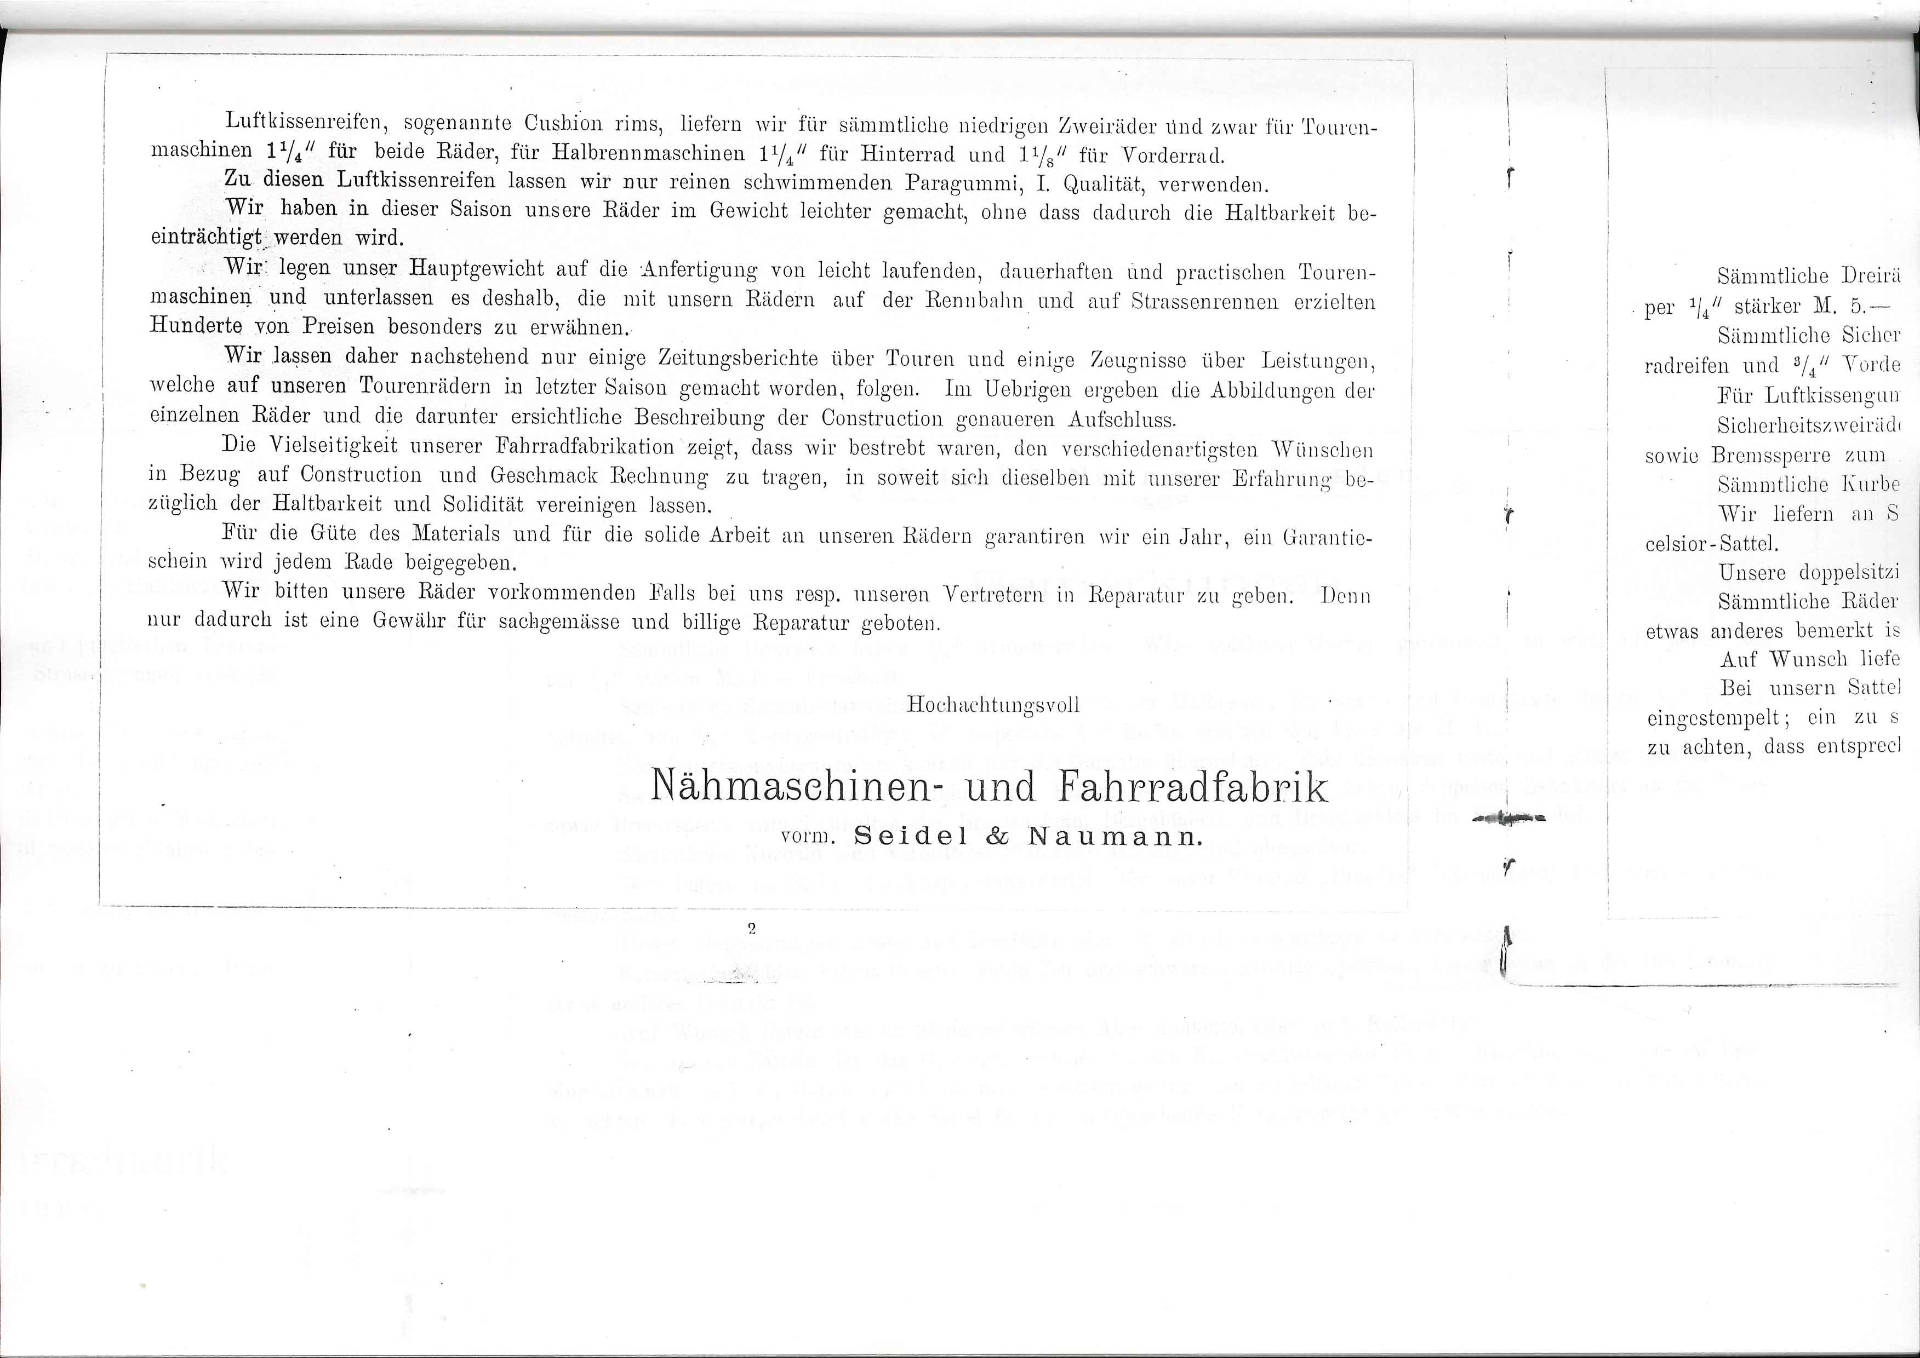 Luftkissenreifen, sogenannte Cushion rims, liefern wir für sämmtliche niedrigen Zweiräder und zwar für Touren-
maschinen 1 1/4" für beide Räder, für Halbrennmaschinen 1 1/4" für Hinterrad und 1 1/8" für Vorderrad.
Zu diesen Luftkissenreifen lassen wir nur reinen schwimmenden Paragummi, I. Qualität, verwenden.
Wir haben in dieser Saison unsere Räder im Gewicht leichter gemacht, ohne dass dadurch die Haltbarkeit be-
einträchtigt werden wird.
Wir legen unser Hauptgewicht auf die Anfertigung von leicht laufenden, dauerhaften und practischen Touren-
maschinen und unterlassen es deshalb, die mit unsern Rädern auf der Rennbahn und auf Strassenrennen erzielten
Hunderte von Preisen besonders zu erwähnen.
Wir lassen daher nachstehend nur einige Zeitungsberichte über Touren und einige Zeugnisse über Leistungen,
welche auf unseren Tourenrädern in letzter Saison gemacht worden, folgen. Im Uebrigen ergeben die Abbildungen der
einzelnen Räder und die darunter ersichtliche Beschreibung der Construction genaueren Aufschluss.
Die Vielseitigkeit unserer Fahrradfabrikation zeigt, dass wir bestrebt waren, den verschiedenartigsten Wünschen
in Bezug auf Construction und Geschmack Rechnung zu tragen, in soweit sich dieselben mit unserer Erfahrung be-
züglich der Haltbarkeit und Solidität vereinigen lassen.
Für die Güte des Materials und für die solide Arbeit an unseren Rädern garantiren wir ein Jahr, ein Garantie-
schein wird jedem Rade beigegeben.
Wir bitten unsere Räder vorkommenden Falls bei uns resp. unseren Vertretern in Reparatur zu geben. Denn
nur dadurch ist eine Gewähr für sachgemässe und billige Reparatur geboten.
Hochachtungsvoll
Nähmaschinen- und Fahrradfabrik
vorm. Seidel & Naumann.
2
Sämmtliche Dreirä
per 1/4" stärker M. 5.—
Sämmtliche Sicher
radreifen und 3/4" Vorde
Für Luftkissengum
Sicherheitszweiräd
sowie Bremssperre zum
Sämmtliche Kurbe
Wir liefern an S
celsior-Sattel.
Unsere doppelsitzi
Sämmtliche Räder
etwas anderes bemerkt is
Auf Wunsch liefe
Bei unsern Sattel
eingestempelt; ein zu s
zu achten, dass entsprecl